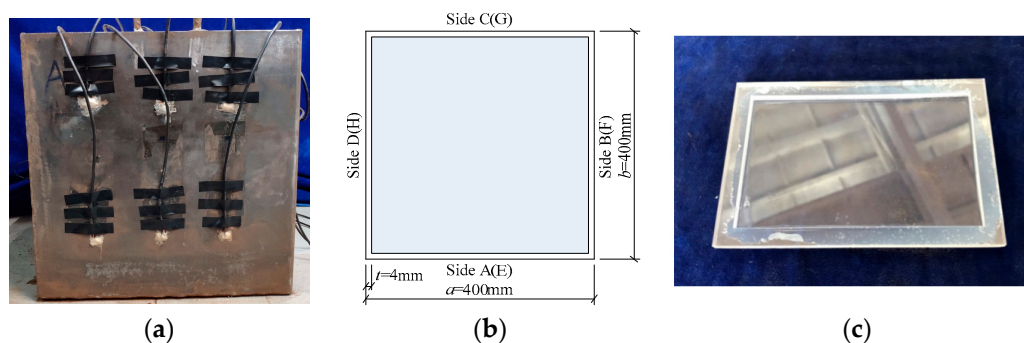 A
Side C(G)
Side D(H)
Side B(F)
b=400mm
Side A(E)
t=4mm
a=400mm
(a)
(b)
(c)